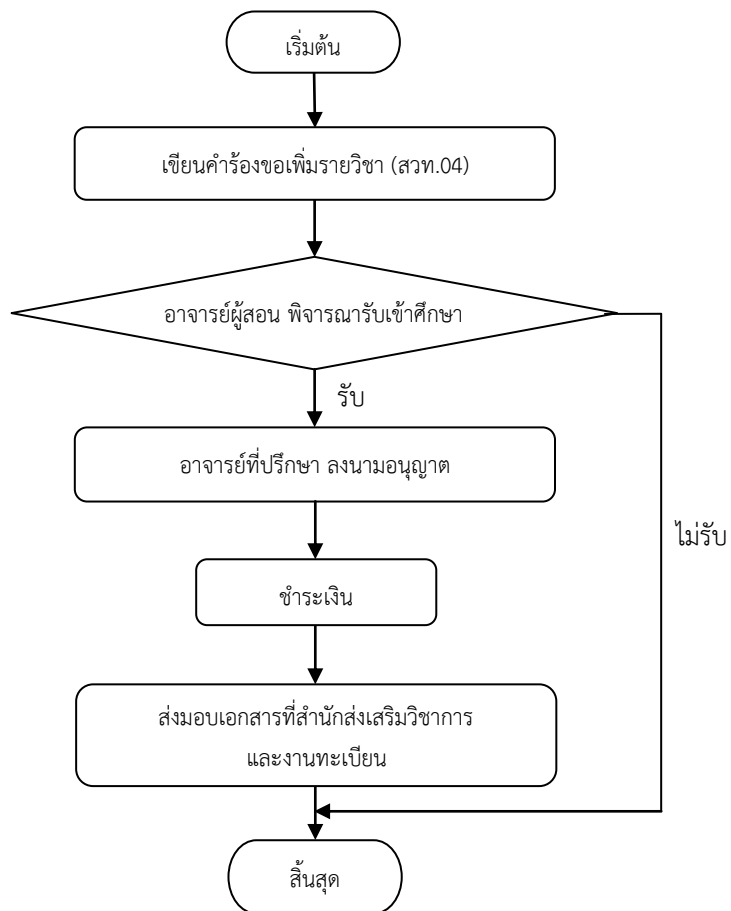 เริ่มต้น
เขียนคำร้องขอเพิ่มรายวิชา (สวท.04)
อาจารย์ผู้สอน พิจารณารับเข้าศึกษา
รับ
อาจารย์ที่ปรึกษา ลงนามอนุญาต
ไม่รับ
ชำระเงิน
ส่งมอบเอกสารที่สำนักส่งเสริมวิชาการ
และงานทะเบียน
สิ้นสุด